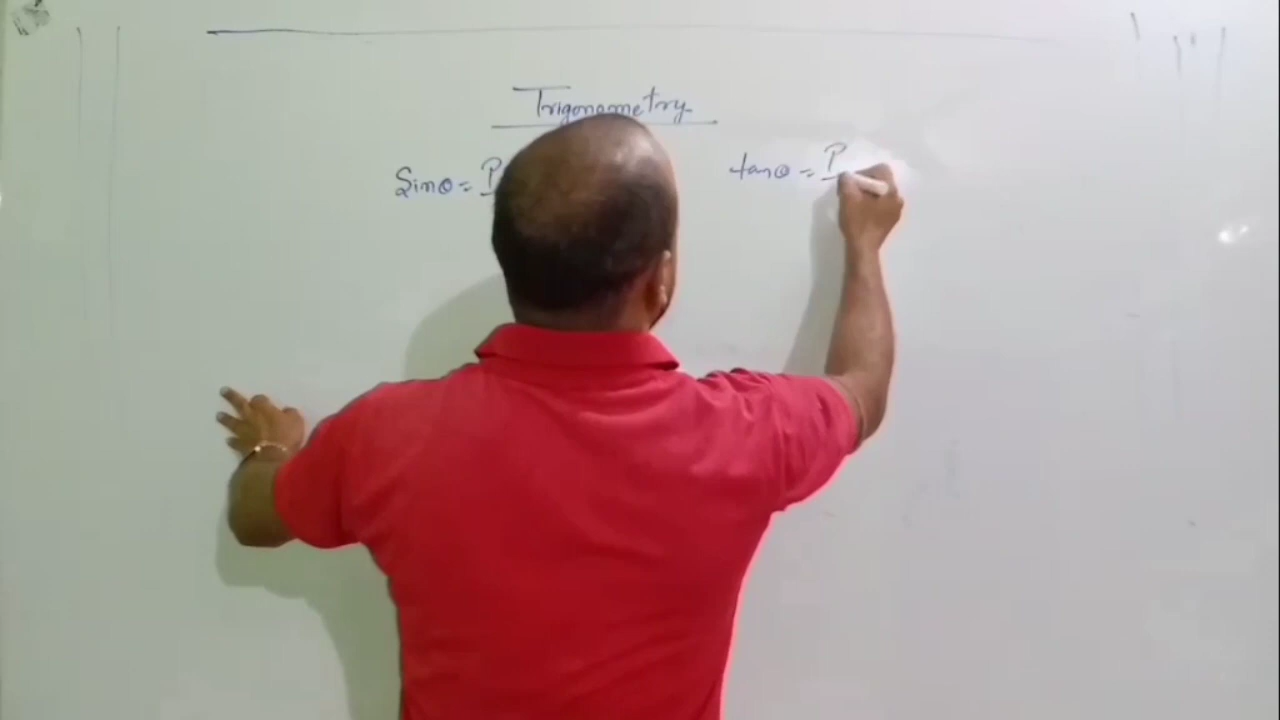 Trigonometry
Sinθ = P
tanθ = P